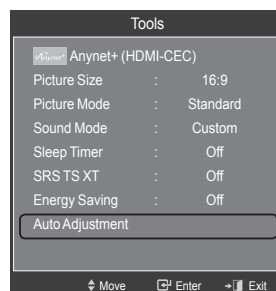 Tools
Anynet+ Anynet+ (HDMI-CEC)
Picture Size : 16:9
Picture Mode : Standard
Sound Mode : Custom
Sleep Timer : Off
SRS TS XT : Off
Energy Saving : Off
Auto Adjustment
Move Enter Exit